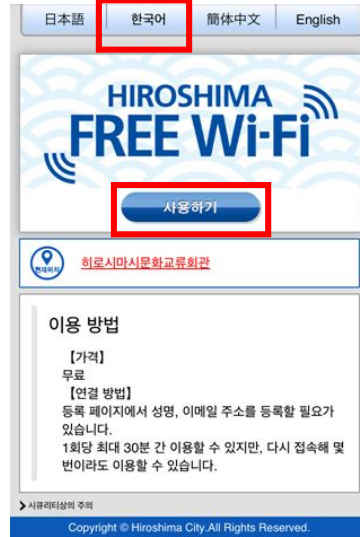 日本語 한국어 簡体中文 English
HIROSHIMA
FREE Wi-Fi
사용하기
현재위치 히로시마시문화교류회관
이용 방법
【가격】
무료
【연결 방법】
등록 페이지에서 성명, 이메일 주소를 등록할 필요가
있습니다.
1회당 최대 30분 간 이용할 수 있지만, 다시 접속해 몇
번이라도 이용할 수 있습니다.
시큐리티상의 주의
Copyright © Hiroshima City.All Rights Reserved.